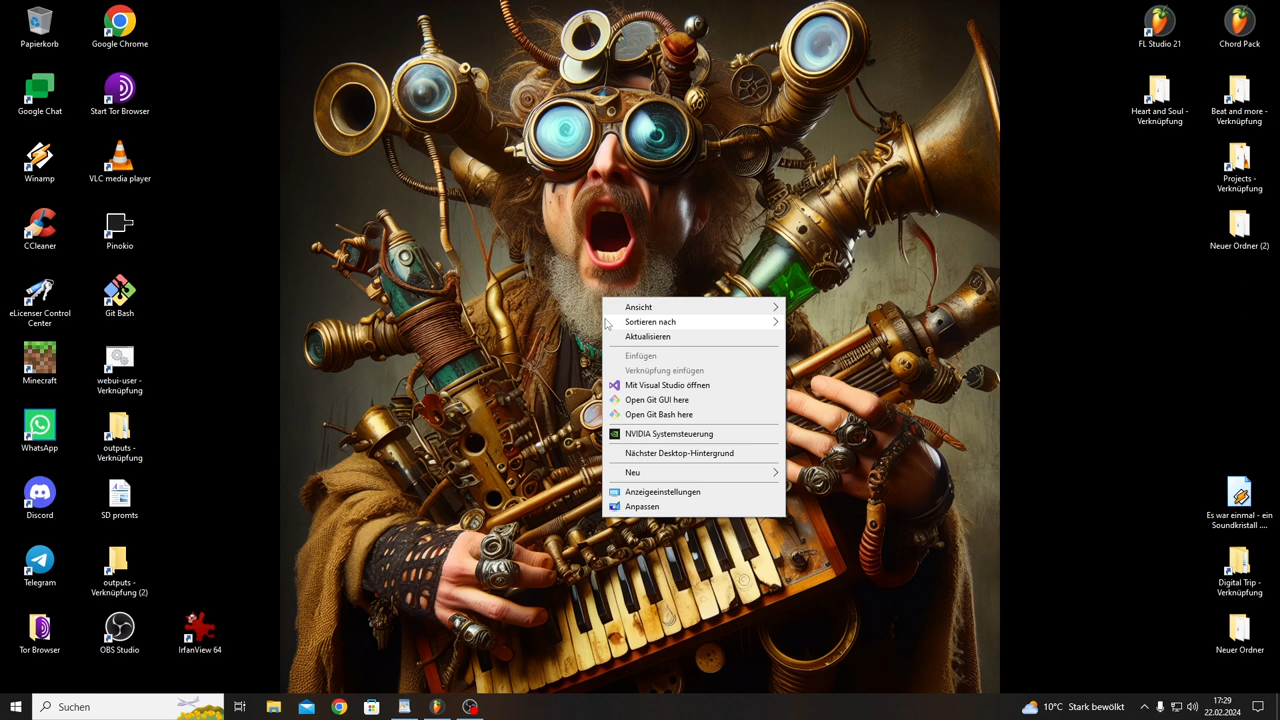 Papierkorb
Google Chrome
Google Chat
Start Tor Browser
Winamp
VLC media player
CCleaner
Pinokio
eLicenser Control
Center
Git Bash
Minecraft
webui-user -
Verknüpfung
WhatsApp
outputs -
Verknüpfung
Discord
SD promts
Telegram
outputs -
Verknüpfung (2)
Tor Browser
OBS Studio
IrfanView 64
Ansicht
Sortieren nach
Aktualisieren
Einfügen
Verknüpfung einfügen
Mit Visual Studio öffnen
Open Git GUI here
Open Git Bash here
NVIDIA Systemsteuerung
Nächster Desktop-Hintergrund
Neu
Anzeigeeinstellungen
Anpassen
FL Studio 21
Chord Pack
Heart and Soul -
Verknüpfung
Beat and more -
Verknüpfung
Projects -
Verknüpfung
Neuer Ordner (2)
Es war einmal - ein
Soundkristall ....
Digital Trip -
Verknüpfung
Neuer Ordner
Suchen
10°C Stark bewölkt
17:29
22.02.2024